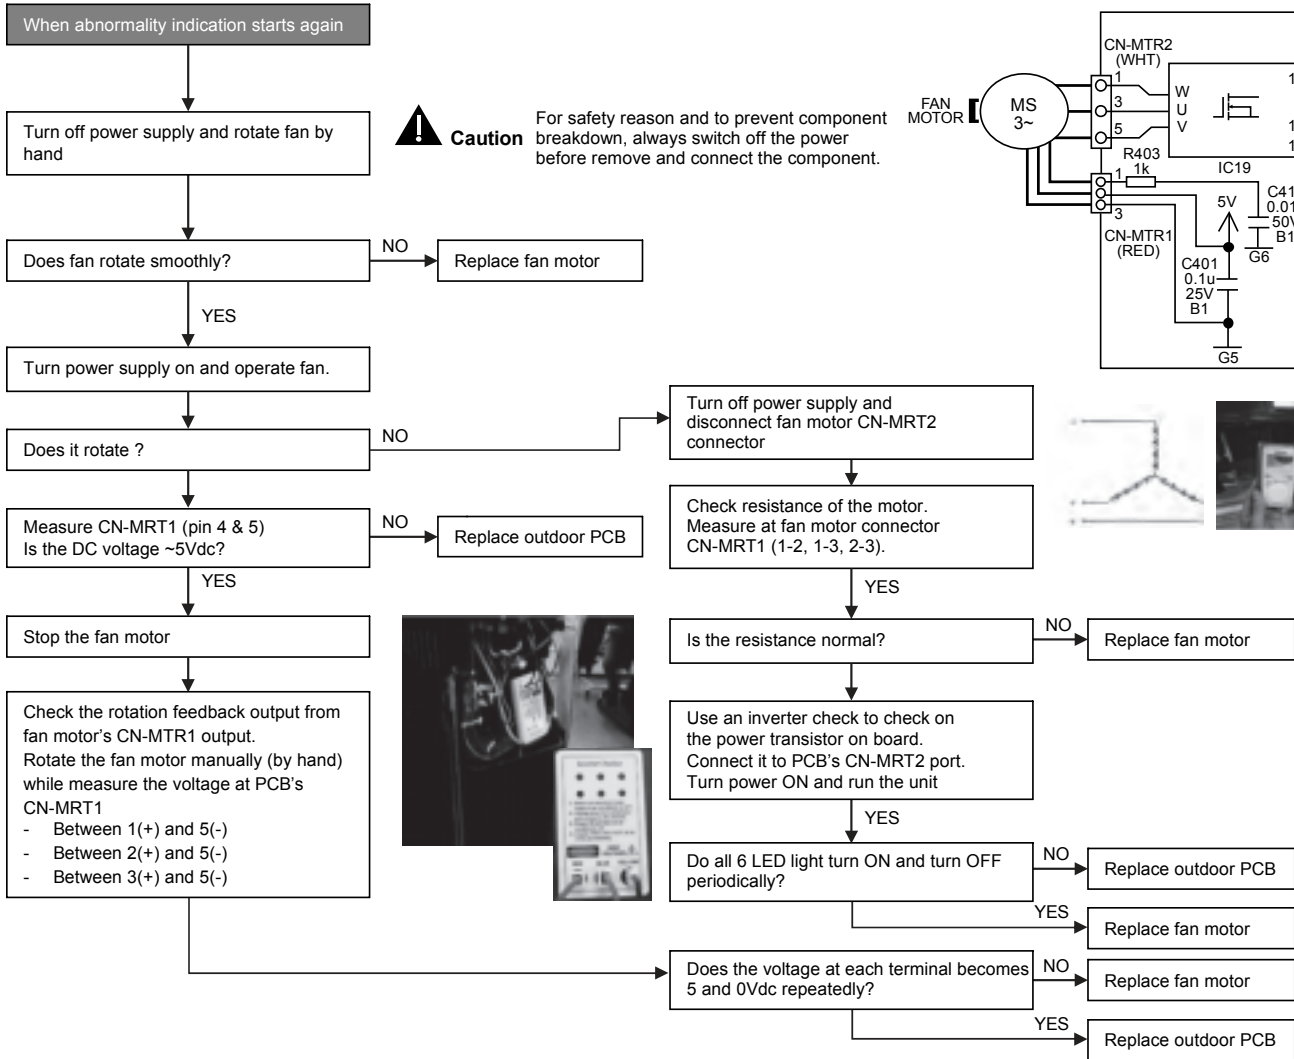 When abnormality indication starts again
Turn off power supply and rotate fan by
hand
Caution
For safety reason and to prevent component
breakdown, always switch off the power
before remove and connect the component.
Does fan rotate smoothly?
NO
Replace fan motor
YES
Turn power supply on and operate fan.
Does it rotate ?
NO
Turn off power supply and
disconnect fan motor CN-MRT2
connector
Measure CN-MRT1 (pin 4 & 5)
Is the DC voltage ~5Vdc?
NO
Replace outdoor PCB
YES
Stop the fan motor
Check the rotation feedback output from
fan motor's CN-MTR1 output.
Rotate the fan motor manually (by hand)
while measure the voltage at PCB's
CN-MRT1
- Between 1(+) and 5(-)
- Between 2(+) and 5(-)
- Between 3(+) and 5(-)
Check resistance of the motor.
Measure at fan motor connector
CN-MRT1 (1-2, 1-3, 2-3).
YES
Is the resistance normal?
NO
Replace fan motor
Use an inverter check to check on
the power transistor on board.
Connect it to PCB's CN-MRT2 port.
Turn power ON and run the unit
YES
Do all 6 LED light turn ON and turn OFF
periodically?
NO
Replace outdoor PCB
YES
Replace fan motor
Does the voltage at each terminal becomes
5 and 0Vdc repeatedly?
NO
Replace fan motor
YES
Replace outdoor PCB
FAN
MOTOR
MS
3~
CN-MTR2
(WHT)
1
3
5
W
U
V
1
1
1
IC19
R403
1k
1
3
CN-MTR1
(RED)
5V
C41
0.01
50V
B1
G6
C401
0.1u
25V
B1
G5